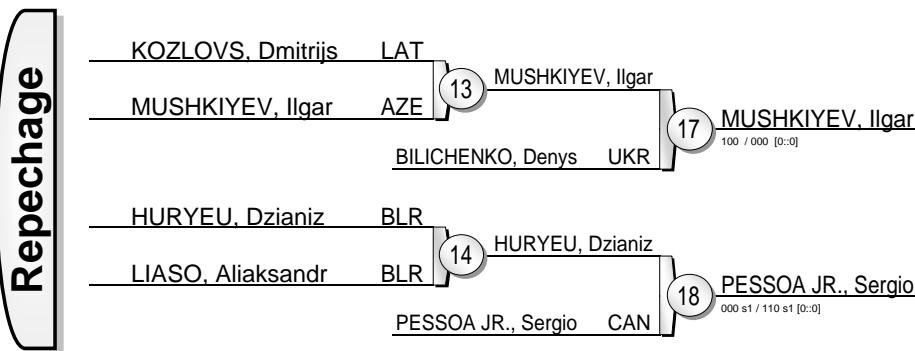 Repechage
KOZLOVS, Dmitrijs LAT
MUSHKIYEV, Ilgar AZE
13
MUSHKIYEV, Ilgar
BILICHENKO, Denys UKR
17
MUSHKIYEV, Ilgar
100 / 000 [0::0]
HURYEU, Dzianiz BLR
LIASO, Aliaksandr BLR
14
HURYEU, Dzianiz
PESSOA JR., Sergio CAN
18
PESSOA JR., Sergio
000 s1 / 110 s1 [0::0]